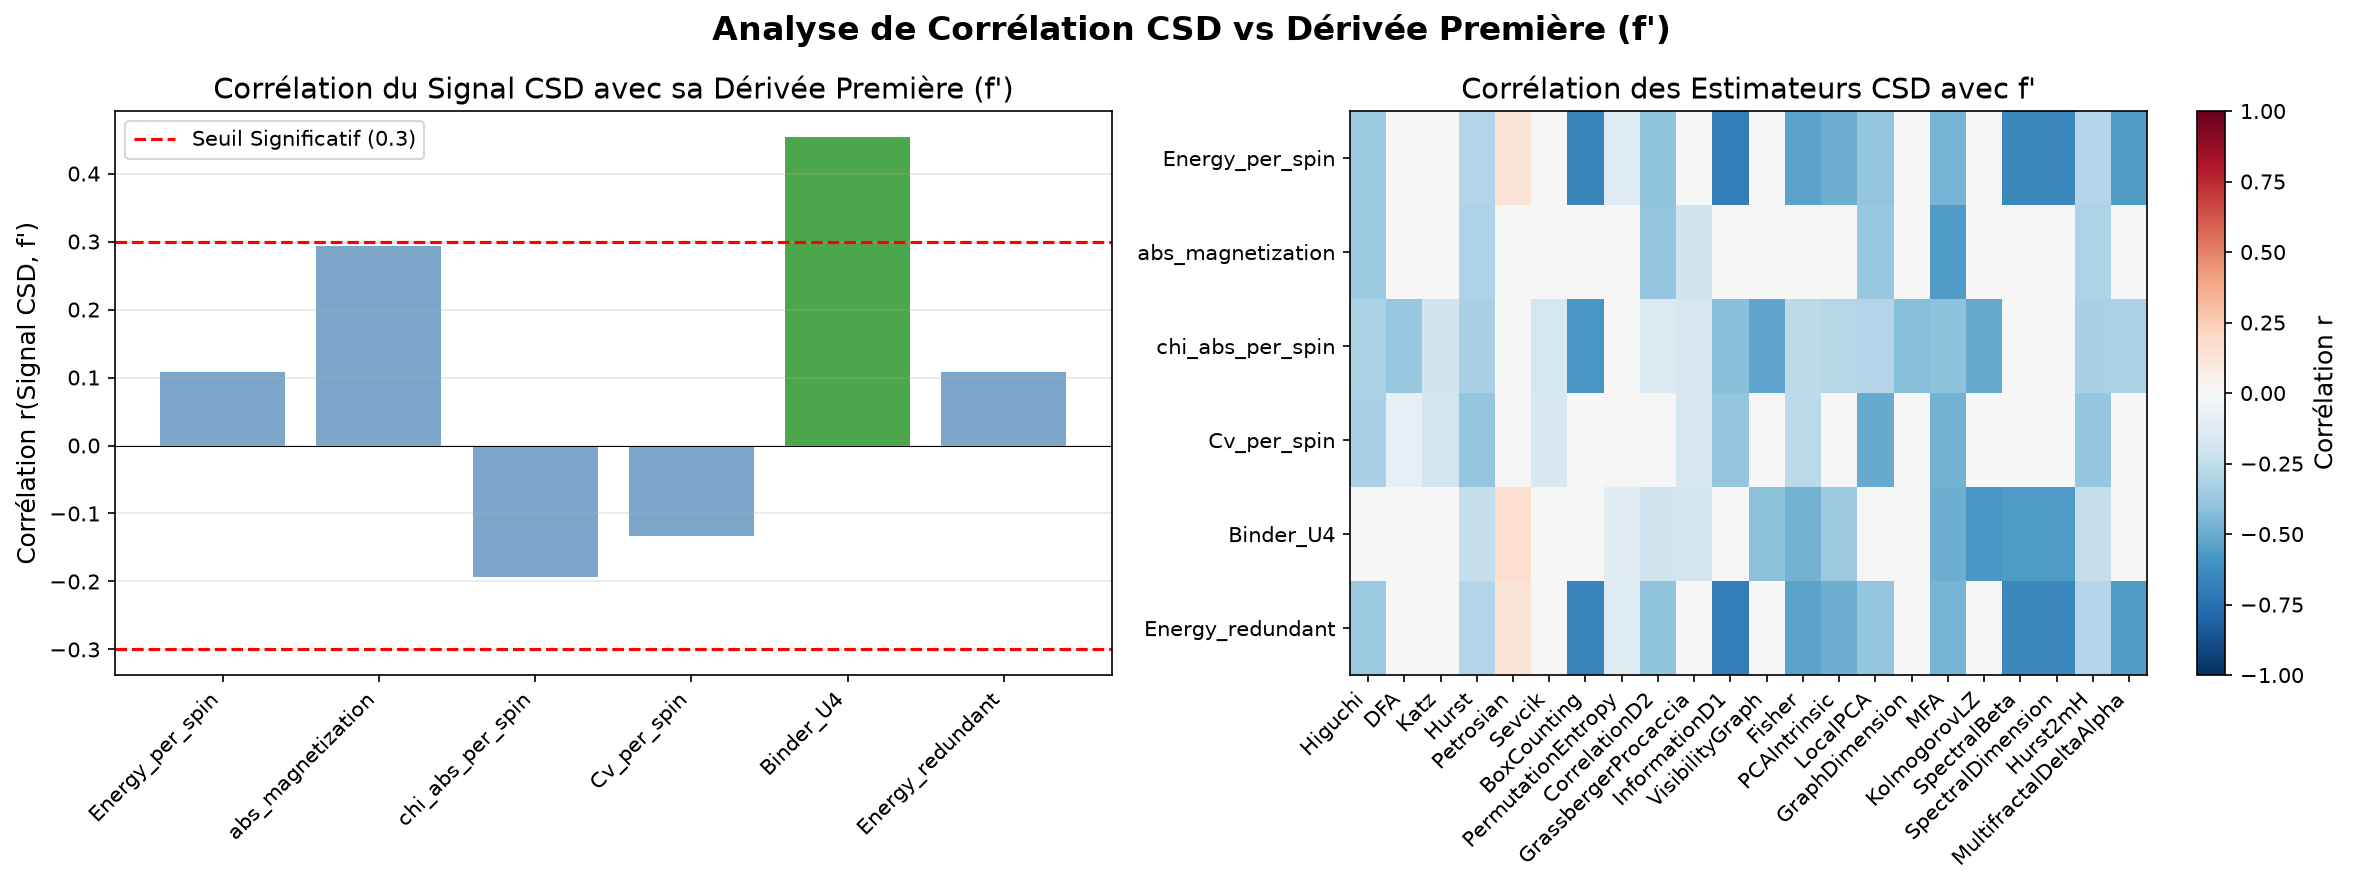 Analyse de Corrélation CSD vs Dérivée Première (f')
Corrélation du Signal CSD avec sa Dérivée Première (f')
Seuil Significatif (0.3)
Corrélation r(Signal CSD, f')
0.4
0.3
0.2
0.1
0.0
−0.1
−0.2
−0.3
Energy_per_spin
abs_magnetization
chi_abs_per_spin
Cv_per_spin
Binder_U4
Energy_redundant
Corrélation des Estimateurs CSD avec f'
Energy_per_spin
abs_magnetization
chi_abs_per_spin
Cv_per_spin
Binder_U4
Energy_redundant
Higuchi
DFA
Katz
Hurst
Petrosian
Sevcik
BoxCounting
PermutationEntropy
CorrelationD2
GrassbergerProcaccia
InformationD1
VisibilityGraph
Fisher
PCAIntrinsic
LocalPCA
GraphDimension
MFA
KolmogorovLZ
SpectralBeta
SpectralDimension
Hurst2mH
MultifractalDeltaAlpha
1.00
0.75
0.50
0.25
0.00
−0.25
−0.50
−0.75
−1.00
Corrélation r